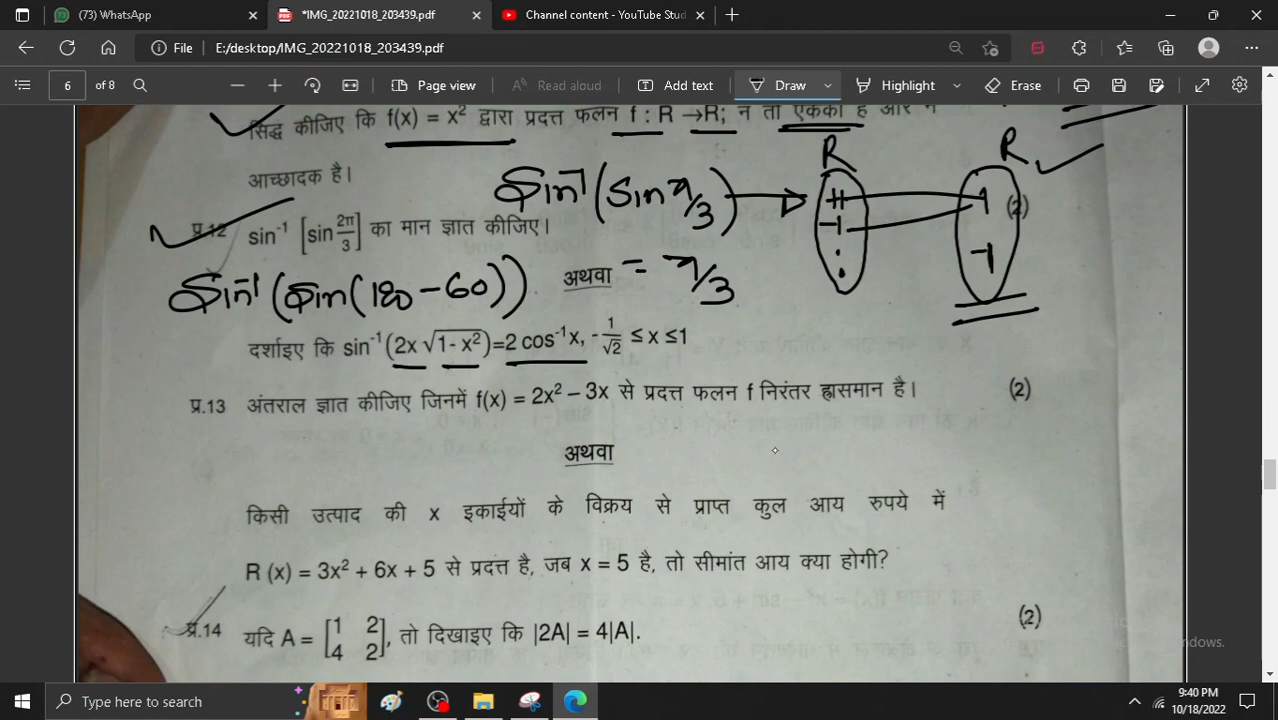 (73) WhatsApp
*IMG_20221018_203439.pdf
Channel content - YouTube Stud
File
E:/desktop/IMG_20221018_203439.pdf
6 of 8
Page view
Read aloud
Add text
Draw
Highlight
Erase
सिद्ध कीजिए कि f(x) = x² द्वारा प्रदत्त फलन f : R →R; न तो एकैकी है और न
आच्छादक है।
R R
Sin⁻¹(Sin π/3)
+1 1
-1 -1
(2)
प्र.12 sin⁻¹ [sin 2π/3] का मान ज्ञात कीजिए।
Sin⁻¹(Sin(180-60)) अथवा = π/3
दर्शाइए कि sin⁻¹(2x √1- x²)=2 cos⁻¹x, - 1/√2 ≤ x ≤1
प्र.13 अंतराल ज्ञात कीजिए जिनमें f(x) = 2x² – 3x से प्रदत्त फलन f निरंतर ह्रासमान है। (2)
अथवा
किसी उत्पाद की x इकाईयों के विक्रय से प्राप्त कुल आय रुपये में
R (x) = 3x² + 6x + 5 से प्रदत्त है, जब x = 5 है, तो सीमांत आय क्या होगी?
प्र.14 यदि A = [1 2
4 2], तो दिखाइए कि |2A| = 4|A|. (2)
Type here to search
9:40 PM
10/18/2022